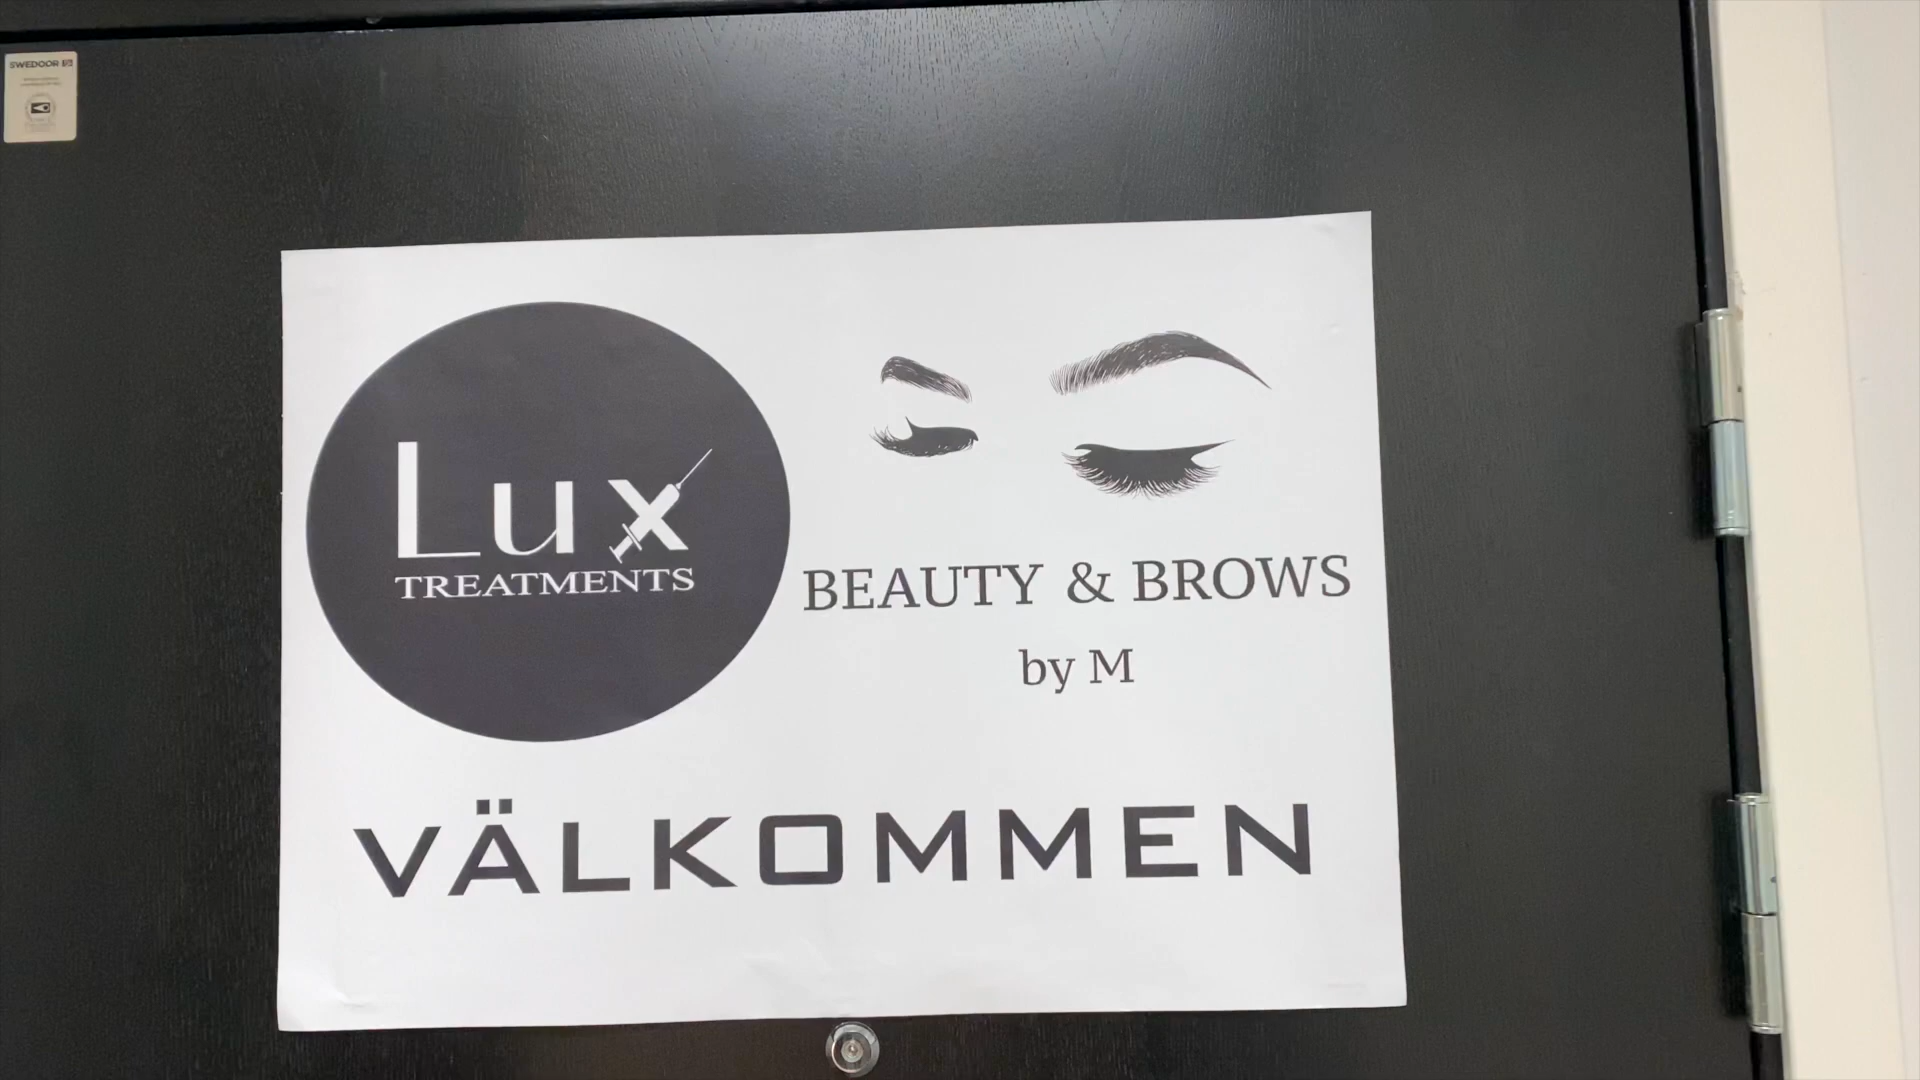 SWEDOOR
Lux
TREATMENTS
BEAUTY & BROWS
by M
VÄLKOMMEN